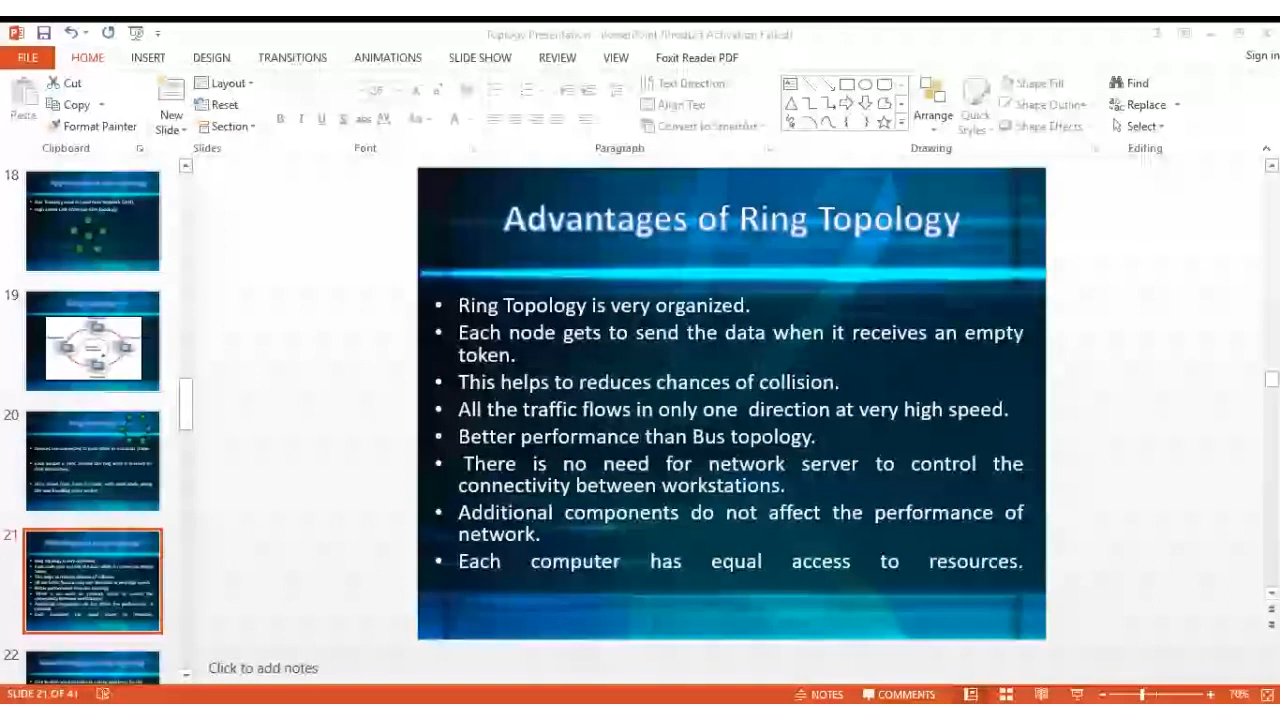 Topology Presentation - PowerPoint (Product Activation Failed)
FILE HOME INSERT DESIGN TRANSITIONS ANIMATIONS SLIDE SHOW REVIEW VIEW Foxit Reader PDF Sign in
Paste
Cut
Copy
Format Painter
Clipboard
New
Slide
Layout
Reset
Section
Slides
Font
Text Direction
Align Text
Convert to SmartArt
Paragraph
Arrange
Quick
Styles
Shape Fill
Shape Outline
Shape Effects
Drawing
Find
Replace
Select
Editing
18
19
20
21
22
Advantages of Ring Topology
• Ring Topology is very organized.
• Each node gets to send the data when it receives an empty
token.
• This helps to reduces chances of collision.
• All the traffic flows in only one direction at very high speed.
• Better performance than Bus topology.
• There is no need for network server to control the
connectivity between workstations.
• Additional components do not affect the performance of
network.
• Each computer has equal access to resources.
Click to add notes
SLIDE 21 OF 41 NOTES COMMENTS 70%